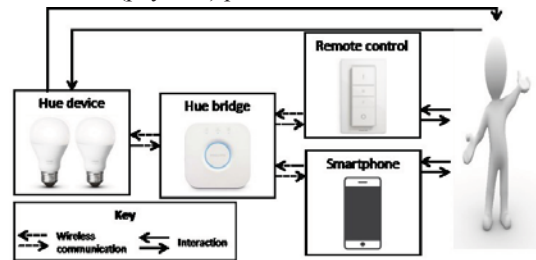 Remote control
Hue device
Hue bridge
Smartphone
Key
Wireless
communication
Interaction